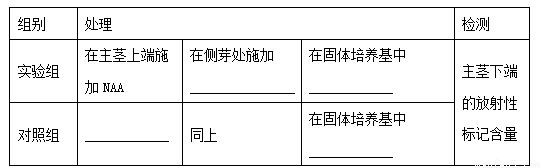 组别
处理
检测
实验组
在主茎上端施
加 NAA
在侧芽处施加
在固体培养基中
施加
主茎下端
的放射性
标记含量
对照组
同上
在固体培养基中